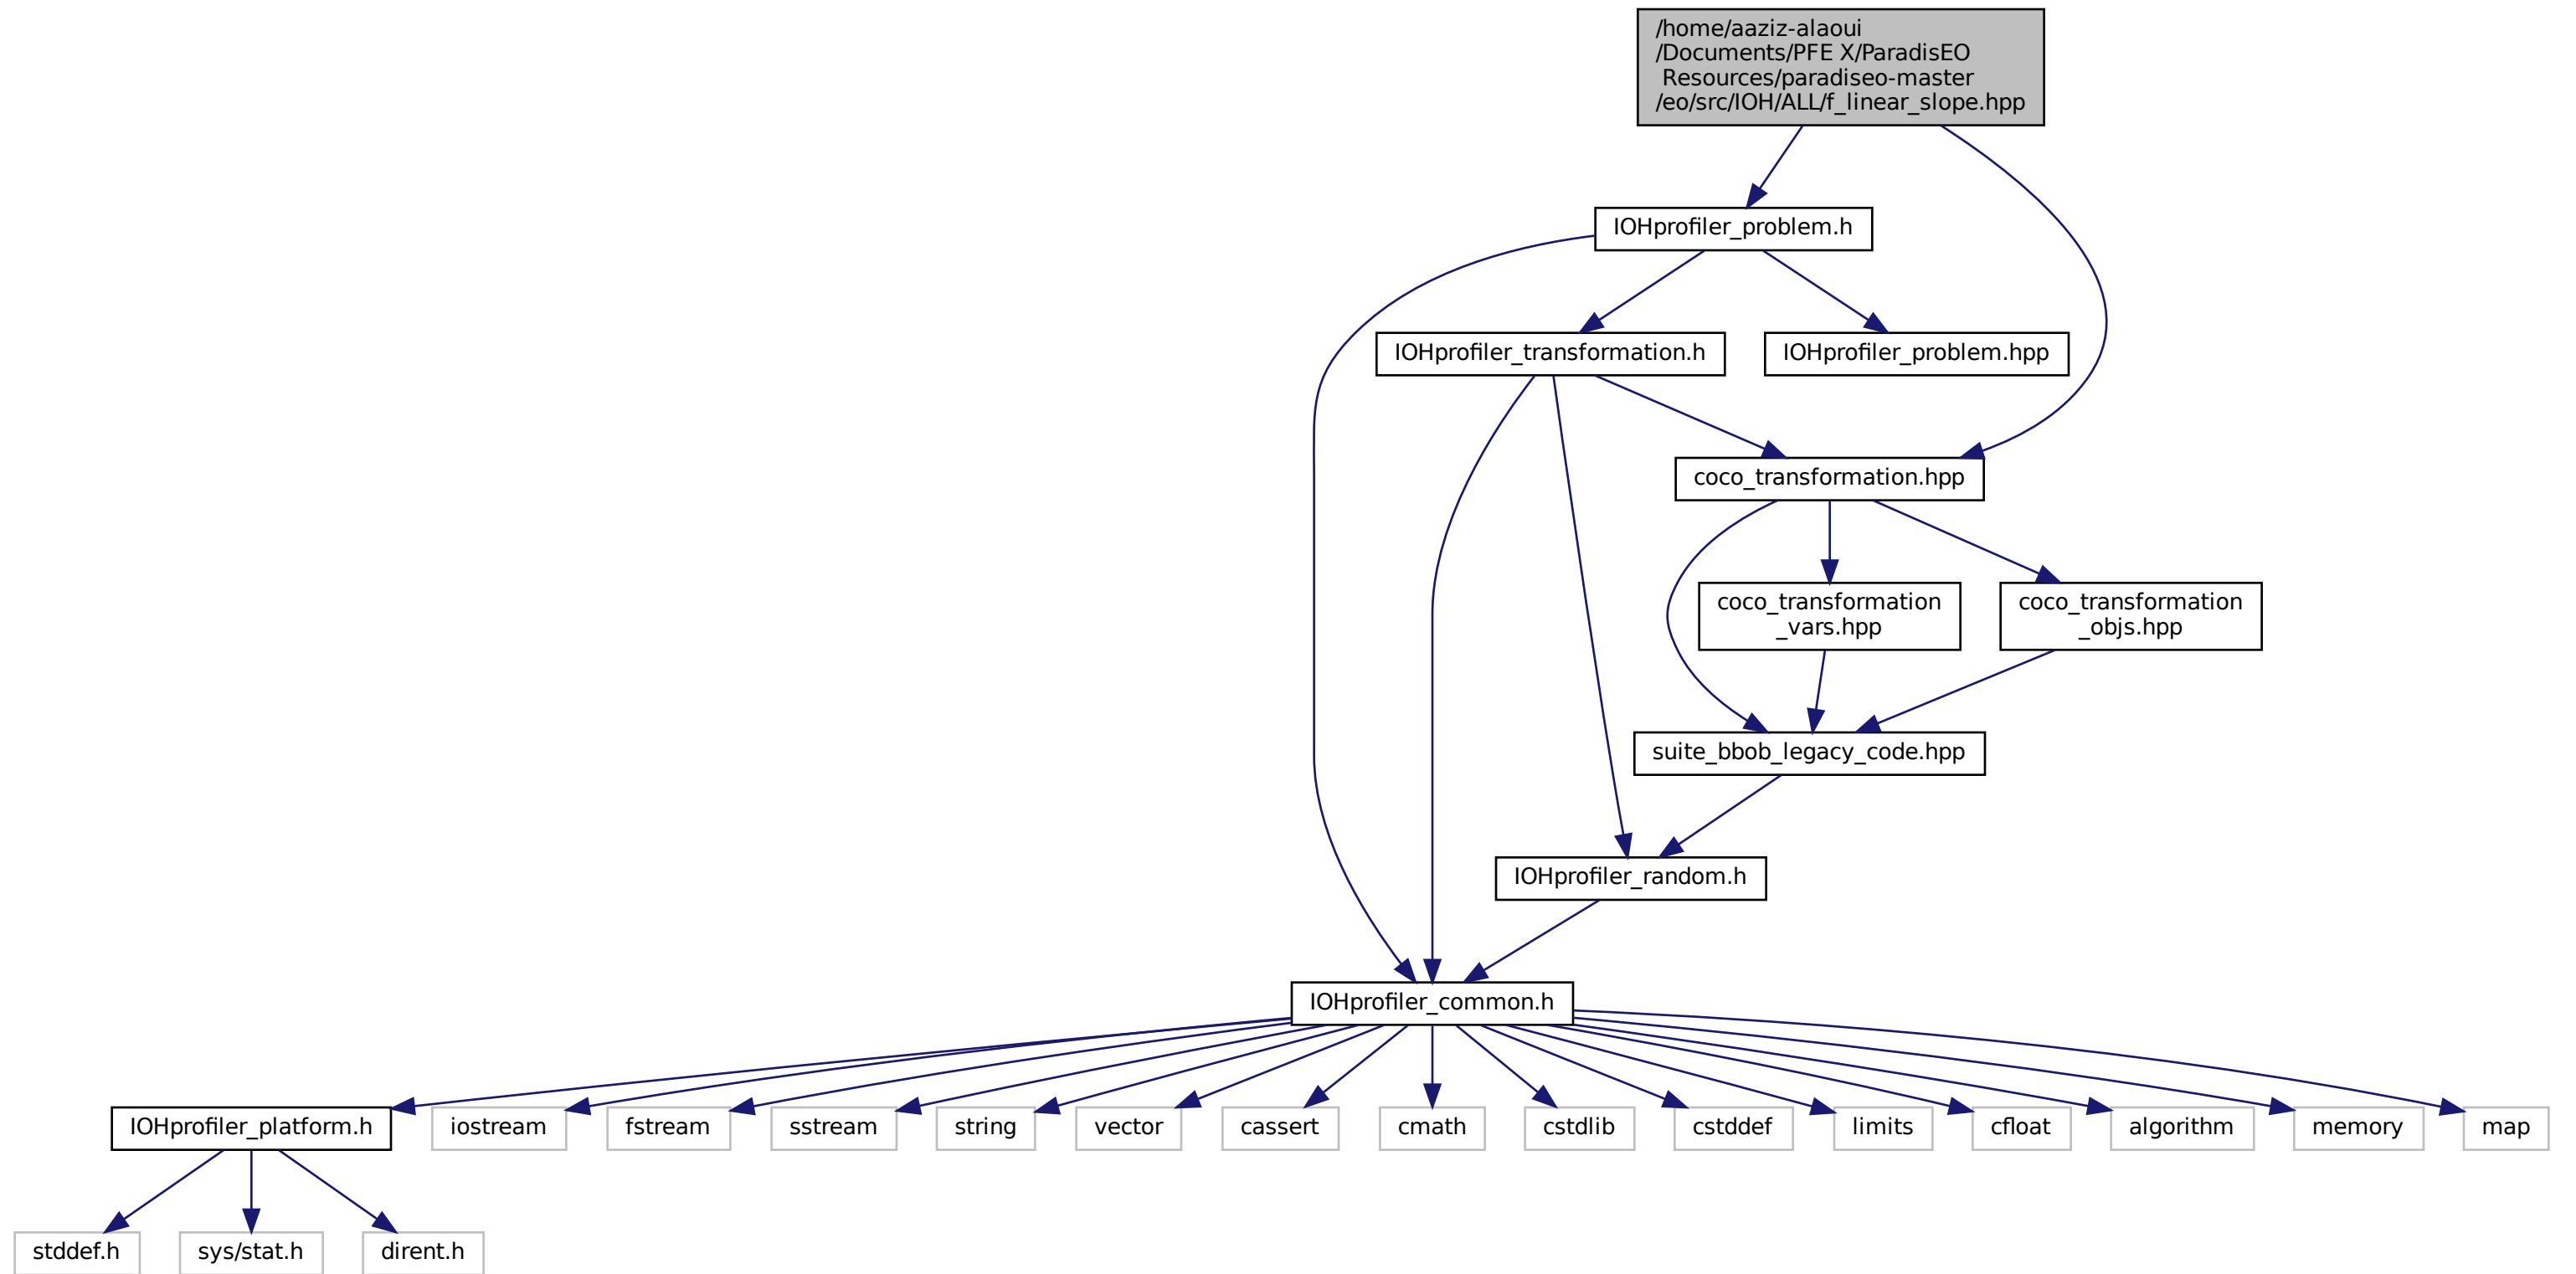 /home/aaziz-alaoui
/Documents/PFE X/ParadisEO
 Resources/paradiseo-master
/eo/src/IOH/ALL/f_linear_slope.hpp
IOHprofiler_problem.h
IOHprofiler_transformation.h
IOHprofiler_problem.hpp
coco_transformation.hpp
coco_transformation
_vars.hpp
coco_transformation
_objs.hpp
suite_bbob_legacy_code.hpp
IOHprofiler_random.h
IOHprofiler_common.h
IOHprofiler_platform.h
iostream
fstream
sstream
string
vector
cassert
cmath
cstdlib
cstddef
limits
cfloat
algorithm
memory
map
stddef.h
sys/stat.h
dirent.h